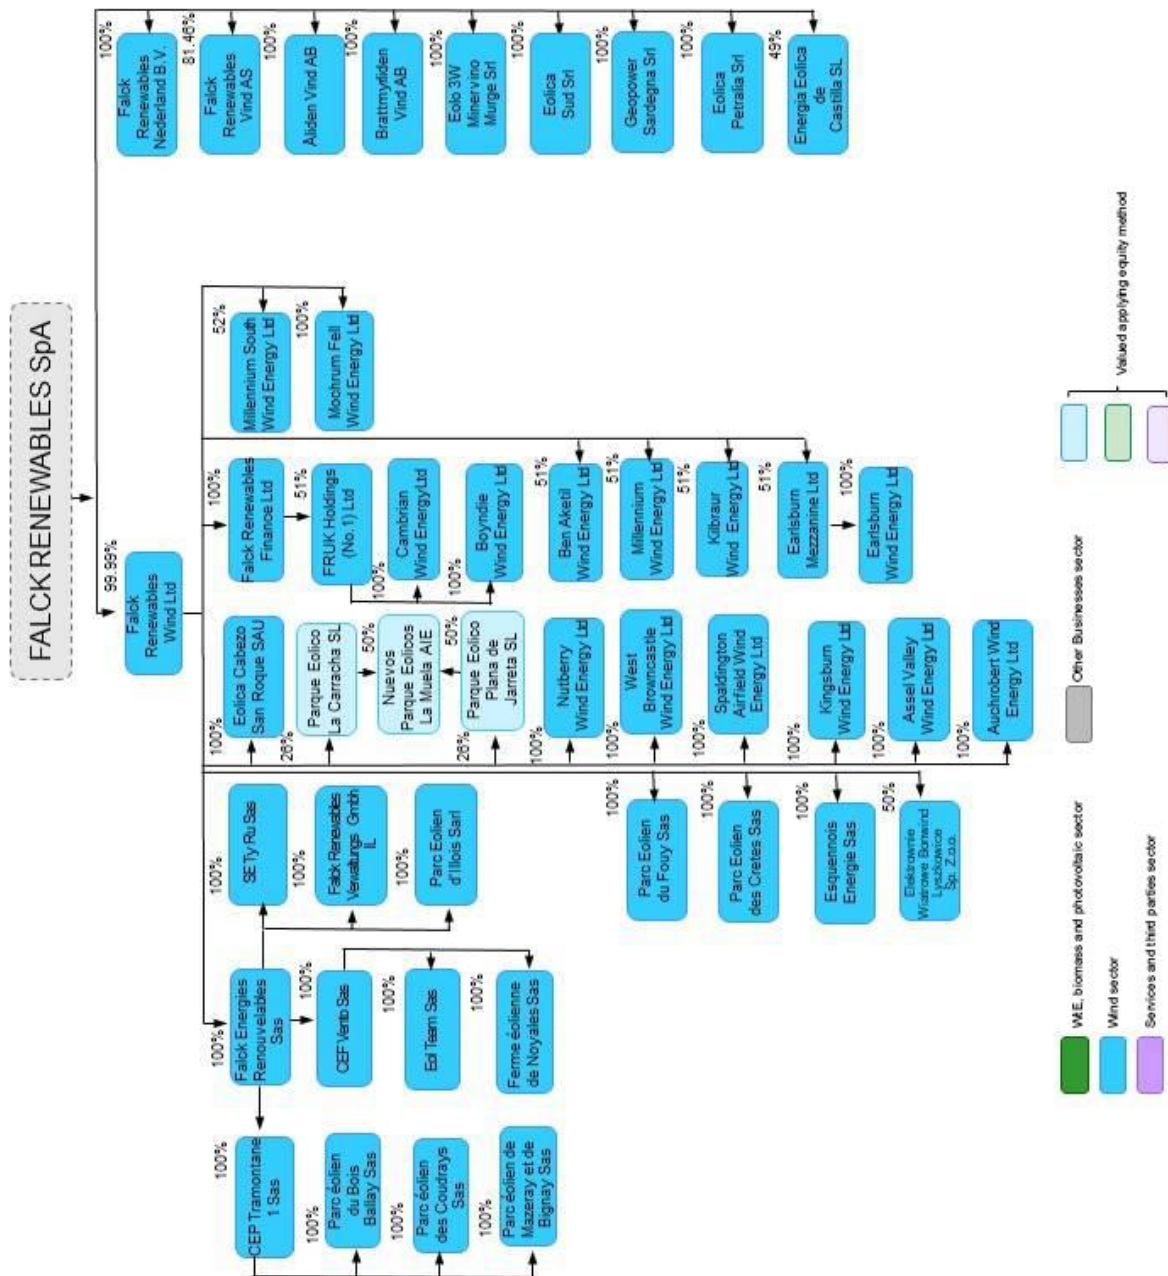 FALCK RENEWABLES SpA
99.99%
Falck
Renewables
Wind Ltd
100%
Falck
Renewables
Nederland B.V.
81.46%
Falck
Renewables
Vind AS
100%
Aliden Vind AB
100%
Brattmyliden
Vind AB
100%
Eolo 3W
Minervino
Murge Srl
100%
Eolica
Sud Srl
100%
Geopower
Sardegna Srl
100%
Eolica
Petralia Srl
49%
Energia Eolica
de
Castilla SL
52%
Millennium South
Wind Energy Ltd
100%
Mochrum Fell
Wind Energy Ltd
100%
Falck Renewables
Finance Ltd
51%
FRUK Holdings
(No. 1) Ltd
100%
Cambrian
Wind Energy Ltd
100%
Boyndie
Wind Energy Ltd
51%
Ben Aketil
Wind Energy Ltd
51%
Millennium
Wind Energy Ltd
51%
Kilbraur
Wind Energy Ltd
51%
Earlsburn
Mezzanine Ltd
100%
Earlsburn
Wind Energy Ltd
100%
Eolica Cabezo
San Roque SAU
26%
Parque Eolico
La Carracha SL
50%
Nuevos
Parque Eolicos
La Muela AIE
50%
26%
Parque Eolico
Plana de
Jarreta SL
100%
Nutberry
Wind Energy Ltd
100%
West
Browncastle
Wind Energy Ltd
100%
Spaldington
Airfield Wind
Energy Ltd
100%
Kingsburn
Wind Energy Ltd
100%
Assel Valley
Wind Energy Ltd
100%
Auchrobert Wind
Energy Ltd
100%
SE Ty Ru Sas
100%
Falck Renewables
Verwaltungs Gmbh
IL
100%
Parc Eolien
d'Illois Sarl
100%
Parc Eolien
du Fouy Sas
100%
Parc Eolien
des Cretes Sas
100%
Esquennois
Energie Sas
50%
Elektrownie
Wiatrowe Bonwind
Lyszkowice
Sp. Z.o.o.
100%
Falck Energies
Renouvelables
Sas
100%
CEF Vento Sas
100%
Eol Team Sas
100%
Ferme éolienne
de Noyales Sas
100%
CEP Tramontane
1 Sas
100%
Parc éolien
du Bois
Ballay Sas
100%
Parc éolien
des Coudrays
Sas
100%
Parc éolien de
Mazeray et de
Bignay Sas
WtE, biomass and photovoltaic sector
Wind sector
Services and third parties sector
Other Businesses sector
Valued applying equity method